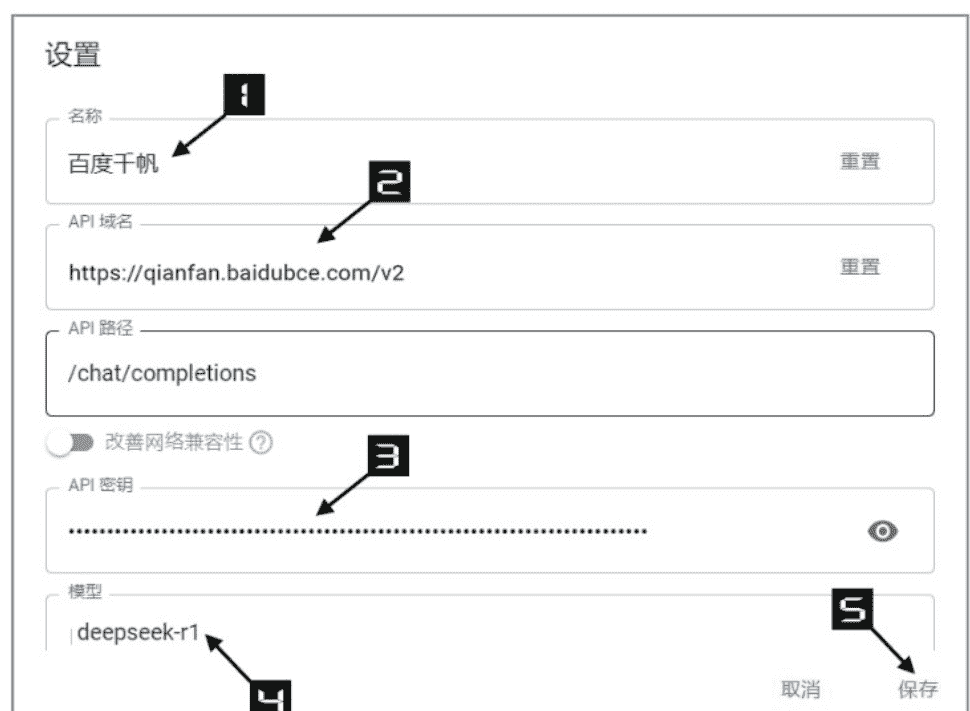 设置
1
名称
百度千帆
重置
2
API 域名
https://qianfan.baidubce.com/v2
重置
API 路径
/chat/completions
改善网络兼容性 ?
3
API 密钥
模型
deepseek-r1
5
4
取消
保存